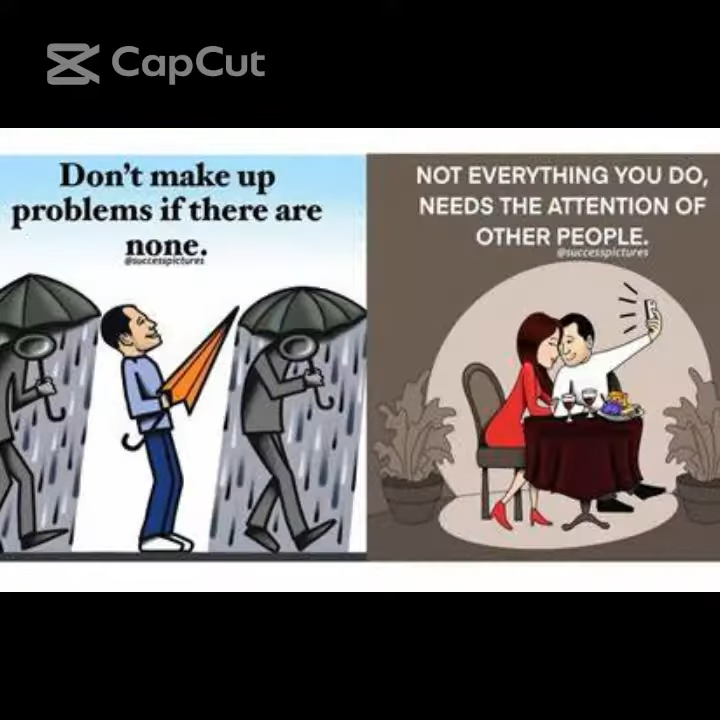 CapCut
Don't make up
problems if there are
none.
@successpictures
NOT EVERYTHING YOU DO,
NEEDS THE ATTENTION OF
OTHER PEOPLE.
@successpictures